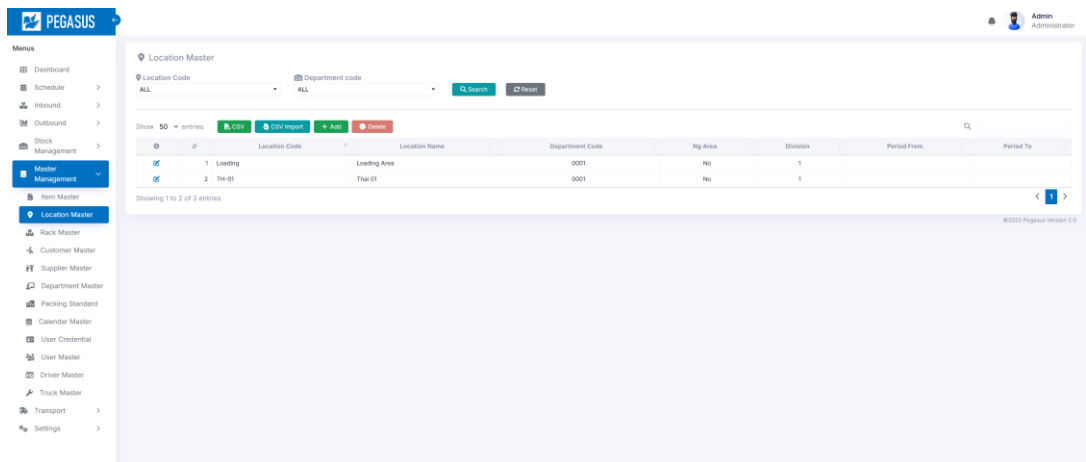 PEGASUS
Admin
Administrator
Menus
Dashboard
Schedule
Inbound
Outbound
Stock
Management
Master
Management
Item Master
Location Master
Rack Master
Customer Master
Supplier Master
Department Master
Packing Standard
Calendar Master
User Credential
User Master
Driver Master
Truck Master
Transport
Settings
Location Master
Location Code Department code
ALL ALL Search Reset
Show 50 entries CSV CSV Import + Add Delete
Location Code Location Name Department Code Ng Area Division Period From Period To
1 Loading Loading Area 0001 No 1
2 TH-01 Thai 01 0001 No 1
Showing 1 to 2 of 2 entries < 1 >
©2025 Pegasus Version 2.0